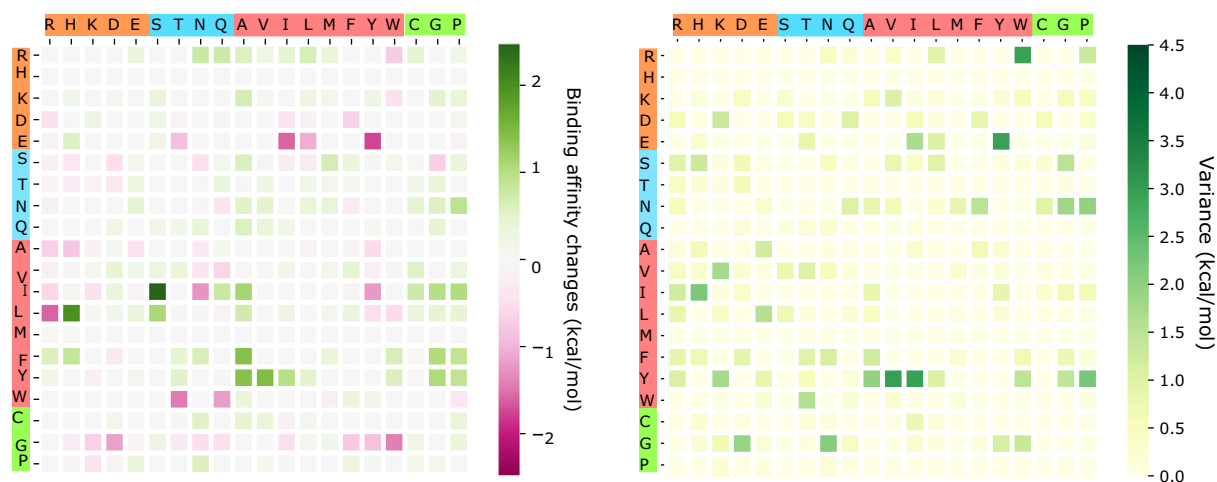 R H K D E S T N Q A V I L M F Y W C G P
R
H
K
D
E
S
T
N
Q
A
V
I
L
M
F
Y
W
C
G
P
2
1
0
−1
−2
Binding affinity changes (kcal/mol)
R H K D E S T N Q A V I L M F Y W C G P
R
H
K
D
E
S
T
N
Q
A
V
I
L
M
F
Y
W
C
G
P
4.5
4.0
3.5
3.0
2.5
2.0
1.5
1.0
0.5
0.0
Variance (kcal/mol)